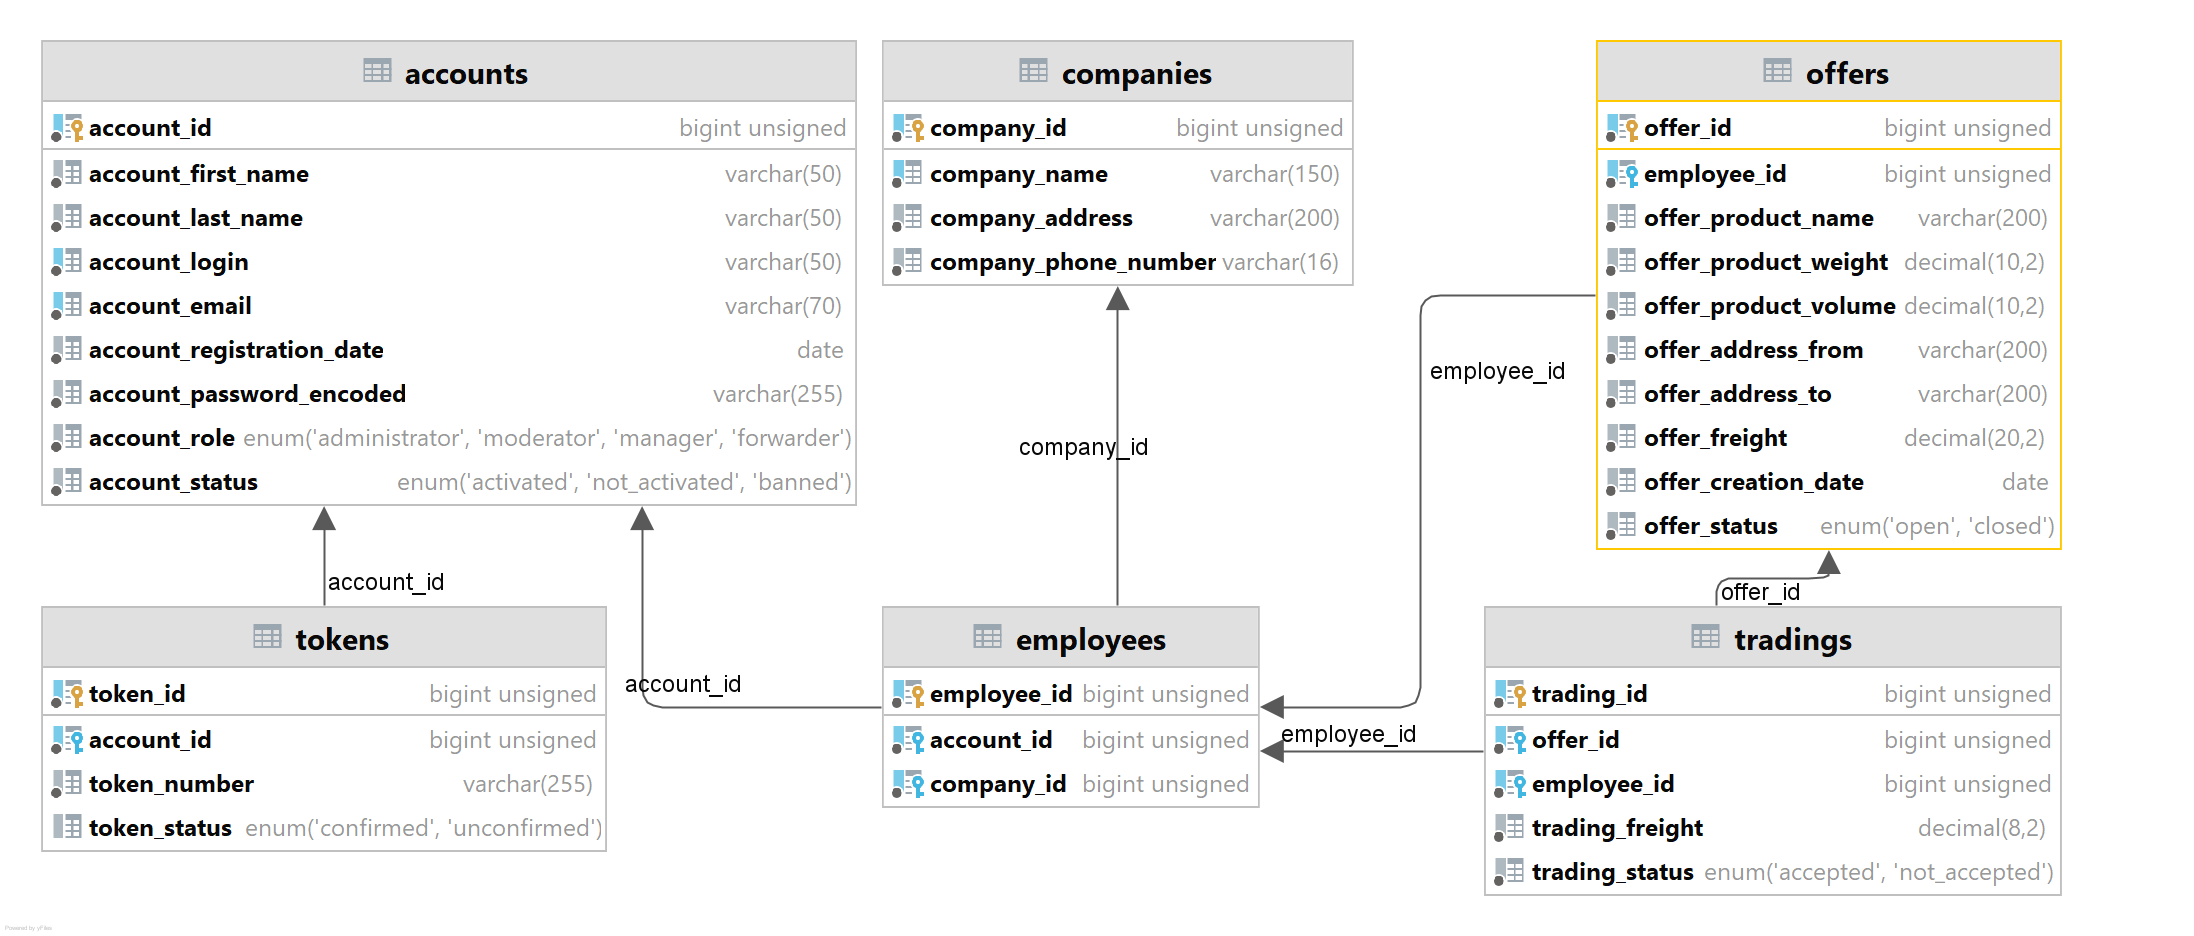 accounts
account_id bigint unsigned
account_first_name varchar(50)
account_last_name varchar(50)
account_login varchar(50)
account_email varchar(70)
account_registration_date date
account_password_encoded varchar(255)
account_role enum('administrator', 'moderator', 'manager', 'forwarder')
account_status enum('activated', 'not_activated', 'banned')
companies
company_id bigint unsigned
company_name varchar(150)
company_address varchar(200)
company_phone_number varchar(16)
offers
offer_id bigint unsigned
employee_id bigint unsigned
offer_product_name varchar(200)
offer_product_weight decimal(10,2)
offer_product_volume decimal(10,2)
offer_address_from varchar(200)
offer_address_to varchar(200)
offer_freight decimal(20,2)
offer_creation_date date
offer_status enum('open', 'closed')
employee_id
company_id
account_id
offer_id
account_id
employee_id
tokens
token_id bigint unsigned
account_id bigint unsigned
token_number varchar(255)
token_status enum('confirmed', 'unconfirmed')
employees
employee_id bigint unsigned
account_id bigint unsigned
company_id bigint unsigned
tradings
trading_id bigint unsigned
offer_id bigint unsigned
employee_id bigint unsigned
trading_freight decimal(8,2)
trading_status enum('accepted', 'not_accepted')
Powered by yFiles